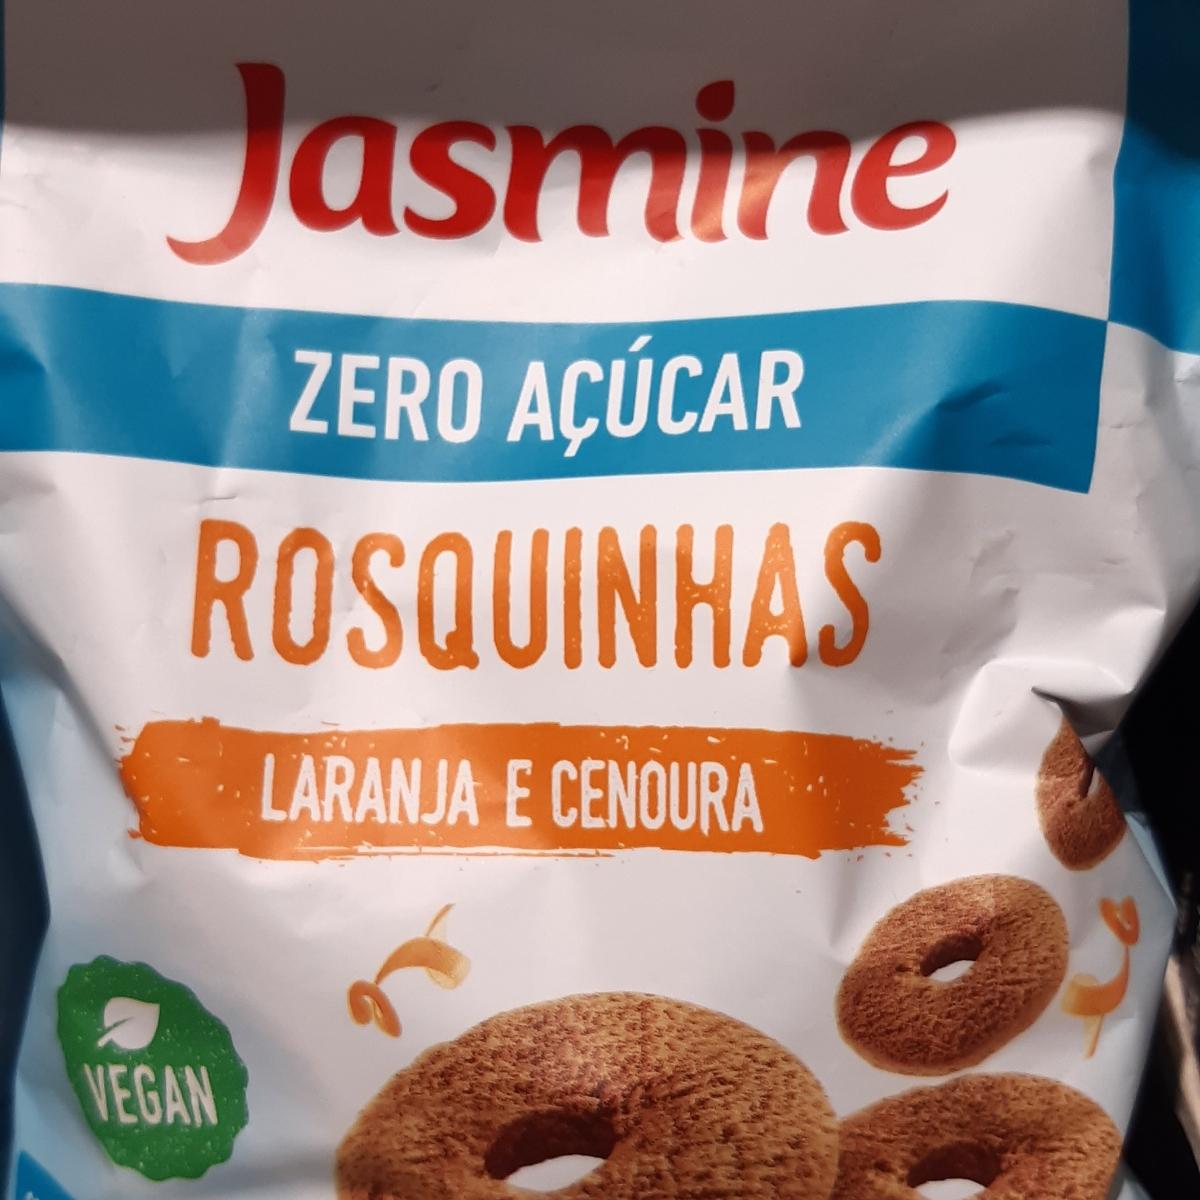 Jasmine
ZERO AÇÚCAR
ROSQUINHAS
LARANJA E CENOURA
VEGAN